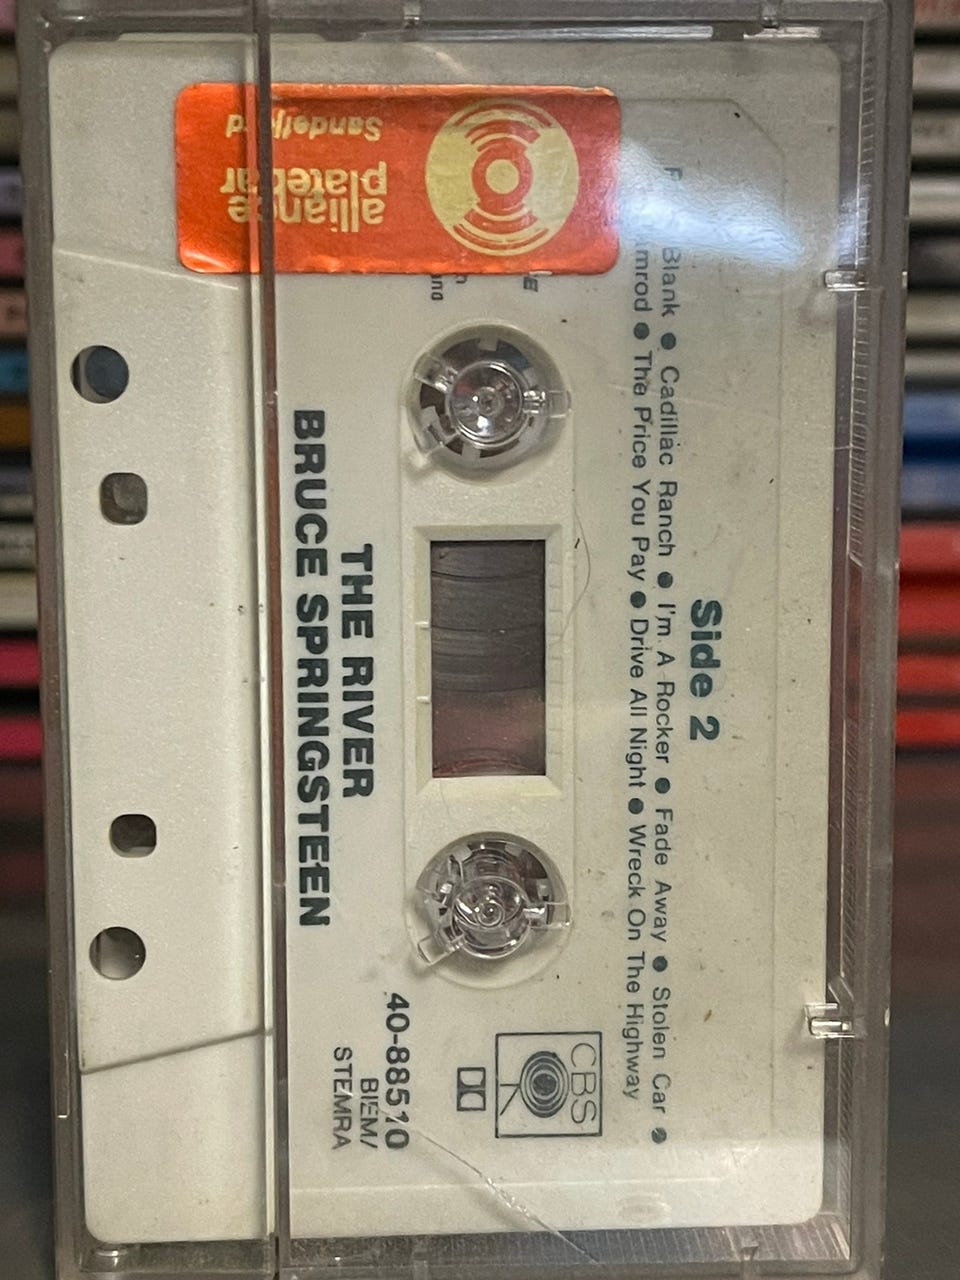 Side 2
Blank • Cadillac Ranch • I'm A Rocker • Fade Away • Stolen Car •
The Price You Pay • Drive All Night • Wreck On The Highway
CBS
40-88510
BIEM/
STEMRA
THE RIVER
BRUCE SPRINGSTEEN
alliance
platebar
Sandefjord